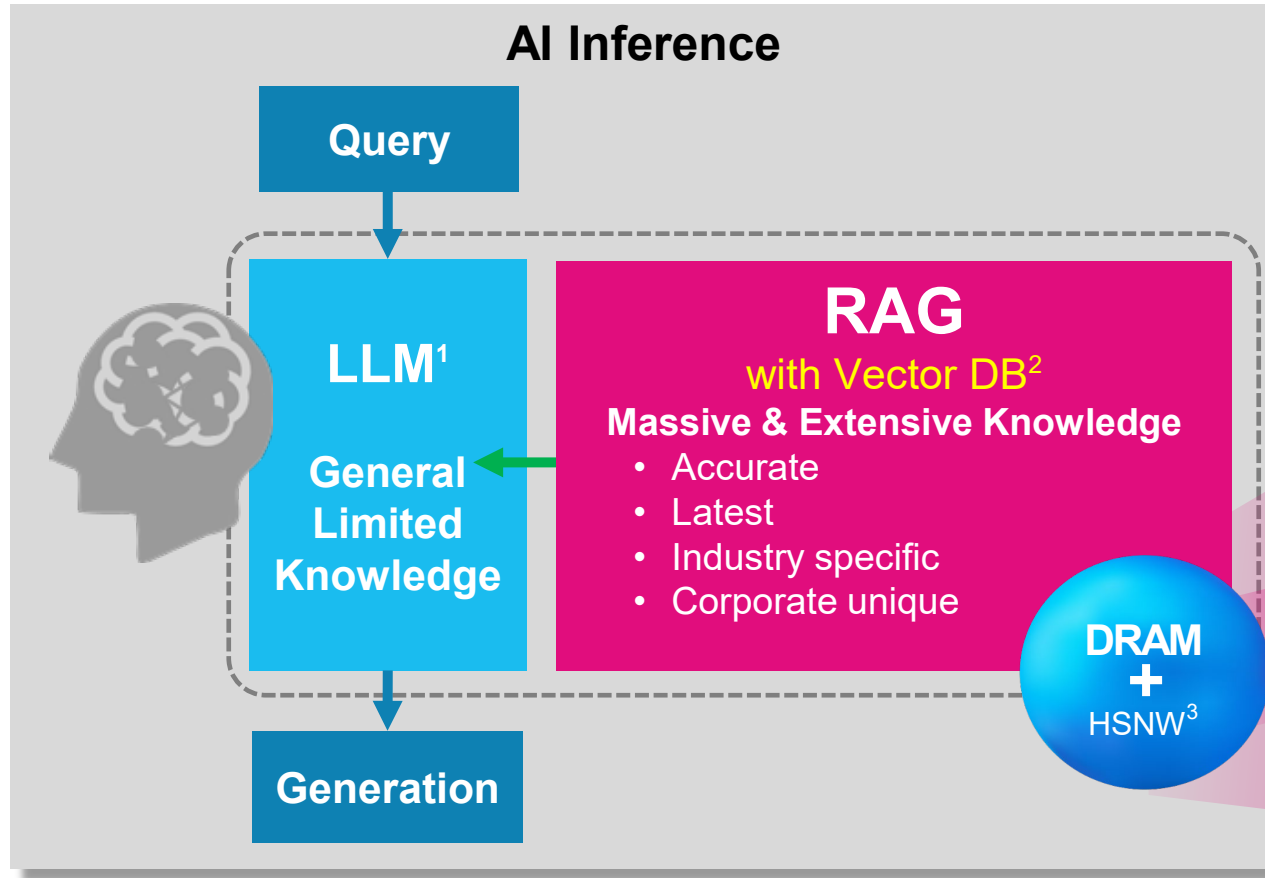 AI Inference
Query
LLM¹
General
Limited
Knowledge
RAG
with Vector DB²
Massive & Extensive Knowledge
• Accurate
• Latest
• Industry specific
• Corporate unique
DRAM
+
HSNW³
Generation